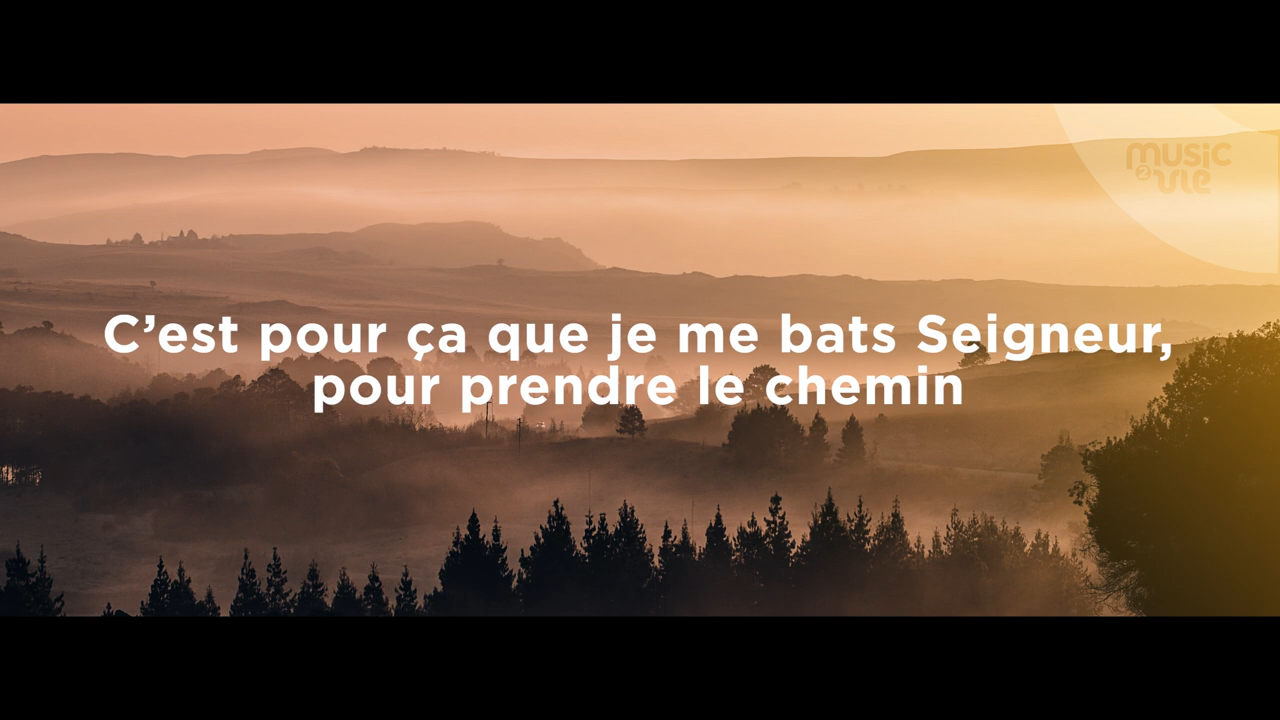 music
2 vie
C’est pour ça que je me bats Seigneur,
pour prendre le chemin